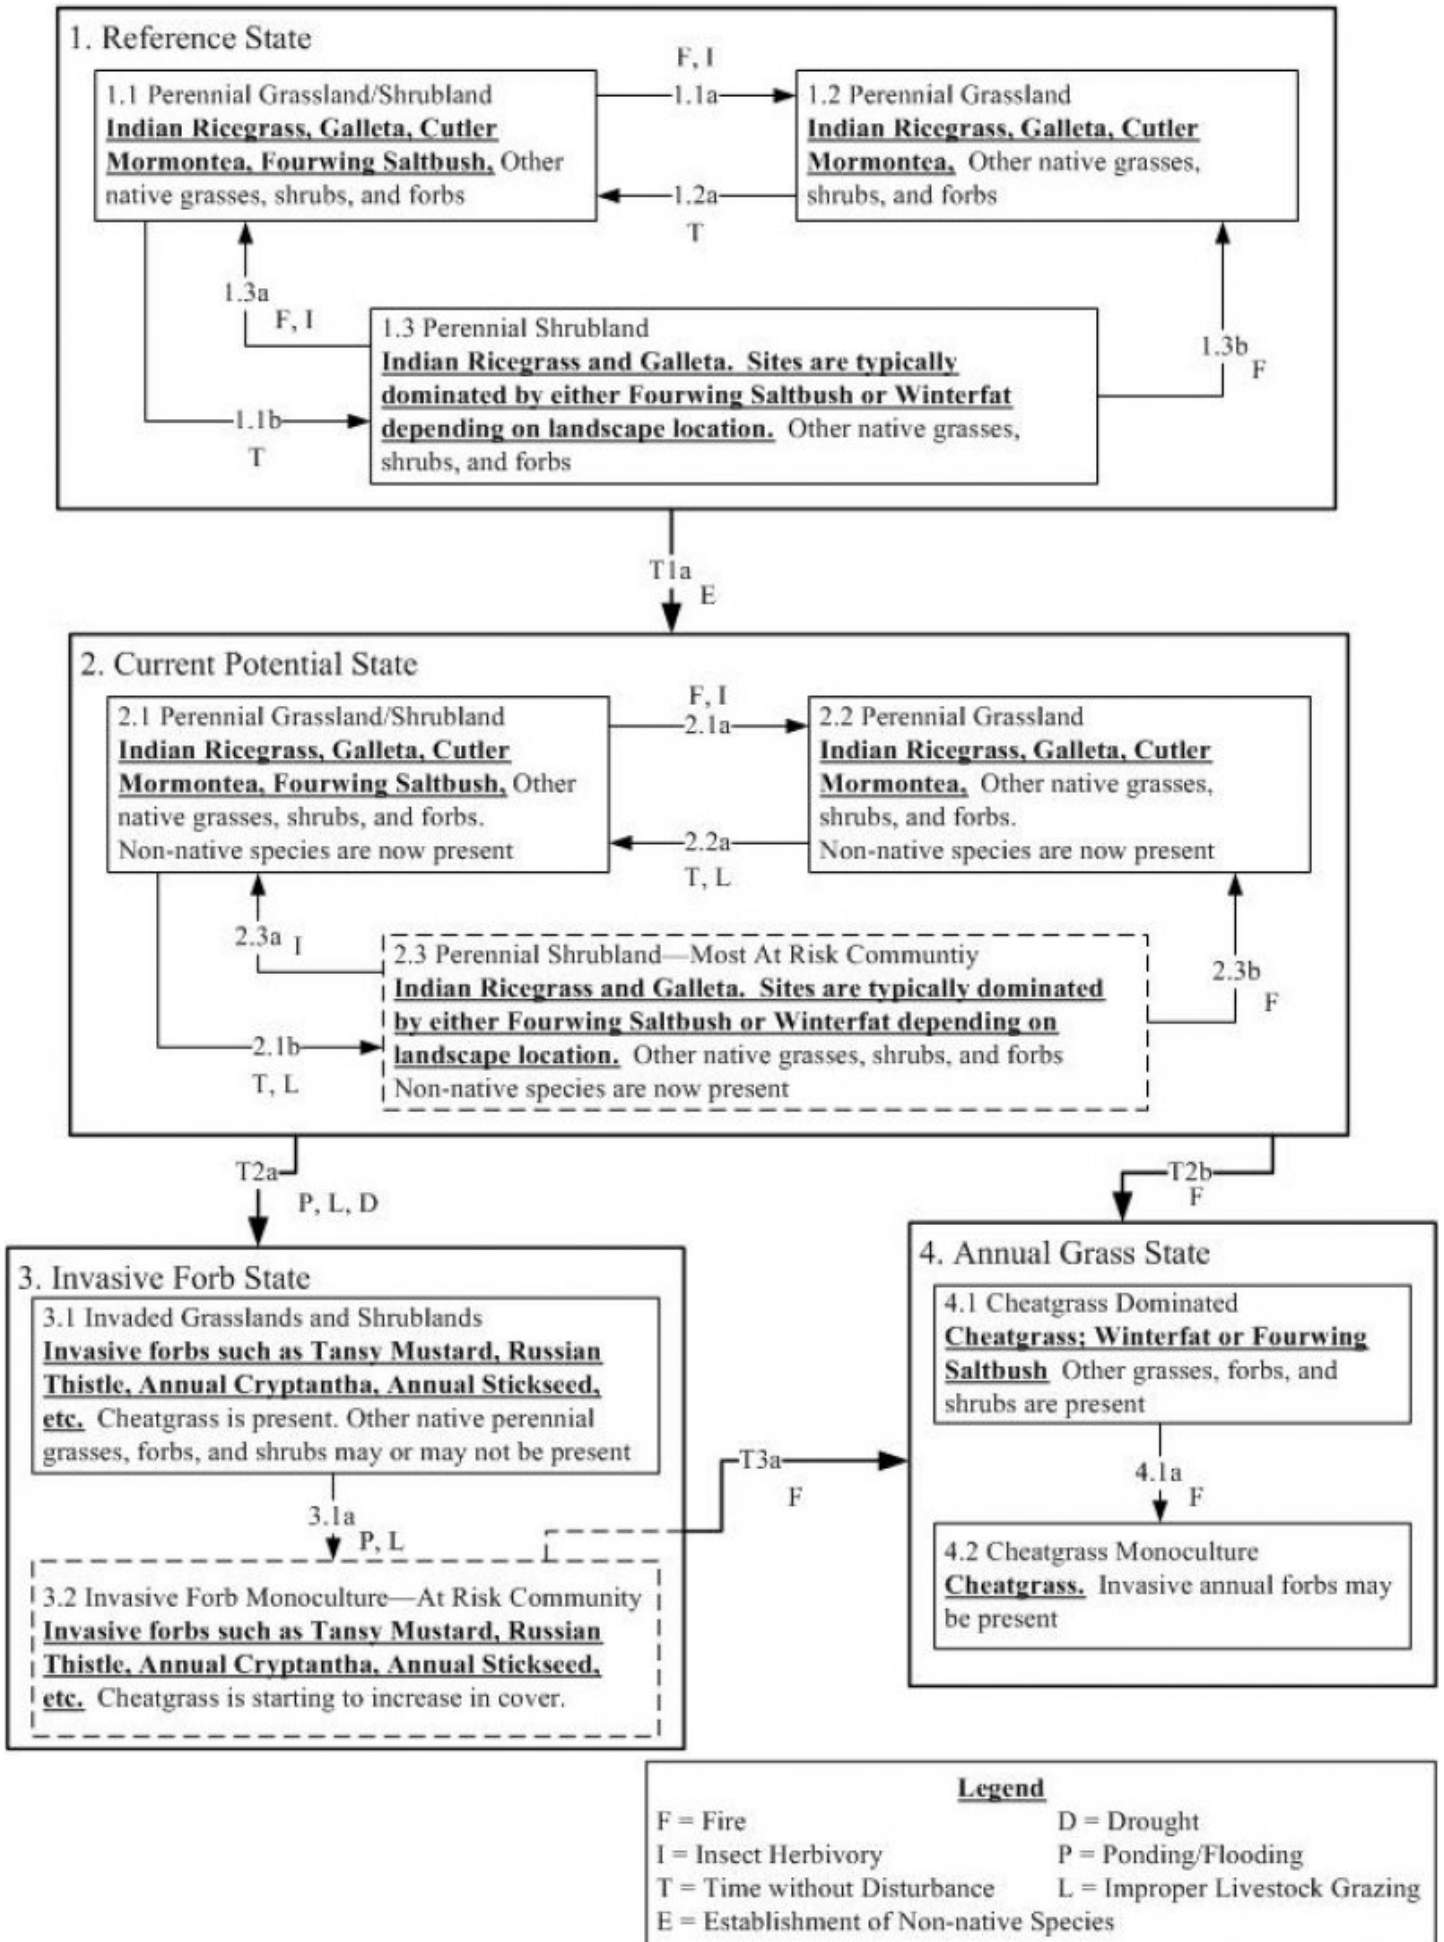 1. Reference State
F, I
1.1 Perennial Grassland/Shrubland
Indian Ricegrass, Galleta, Cutler
Mormontea, Fourwing Saltbush, Other
native grasses, shrubs, and forbs
1.1a
1.2 Perennial Grassland
Indian Ricegrass, Galleta, Cutler
Mormontea, Other native grasses,
shrubs, and forbs
1.2a
T
1.3a
F, I
1.3 Perennial Shrubland
Indian Ricegrass and Galleta. Sites are typically
dominated by either Fourwing Saltbush or Winterfat
depending on landscape location. Other native grasses,
shrubs, and forbs
1.3b
F
1.1b
T
T1a
E
2. Current Potential State
F, I
2.1 Perennial Grassland/Shrubland
Indian Ricegrass, Galleta, Cutler
Mormontea, Fourwing Saltbush, Other
native grasses, shrubs, and forbs.
Non-native species are now present
2.1a
2.2 Perennial Grassland
Indian Ricegrass, Galleta, Cutler
Mormontea, Other native grasses,
shrubs, and forbs.
Non-native species are now present
2.2a
T, L
2.3a
I
2.3 Perennial Shrubland—Most At Risk Communtiy
Indian Ricegrass and Galleta. Sites are typically dominated
by either Fourwing Saltbush or Winterfat depending on
landscape location. Other native grasses, shrubs, and forbs
Non-native species are now present
2.3b
F
2.1b
T, L
T2a
P, L, D
T2b
F
3. Invasive Forb State
3.1 Invaded Grasslands and Shrublands
Invasive forbs such as Tansy Mustard, Russian
Thistle, Annual Cryptantha, Annual Stickseed,
etc. Cheatgrass is present. Other native perennial
grasses, forbs, and shrubs may or may not be present
3.1a
P, L
3.2 Invasive Forb Monoculture—At Risk Community
Invasive forbs such as Tansy Mustard, Russian
Thistle, Annual Cryptantha, Annual Stickseed,
etc. Cheatgrass is starting to increase in cover.
T3a
F
4. Annual Grass State
4.1 Cheatgrass Dominated
Cheatgrass; Winterfat or Fourwing
Saltbush Other grasses, forbs, and
shrubs are present
4.1a
F
4.2 Cheatgrass Monoculture
Cheatgrass. Invasive annual forbs may
be present
Legend
F = Fire
D = Drought
I = Insect Herbivory
P = Ponding/Flooding
T = Time without Disturbance
L = Improper Livestock Grazing
E = Establishment of Non-native Species